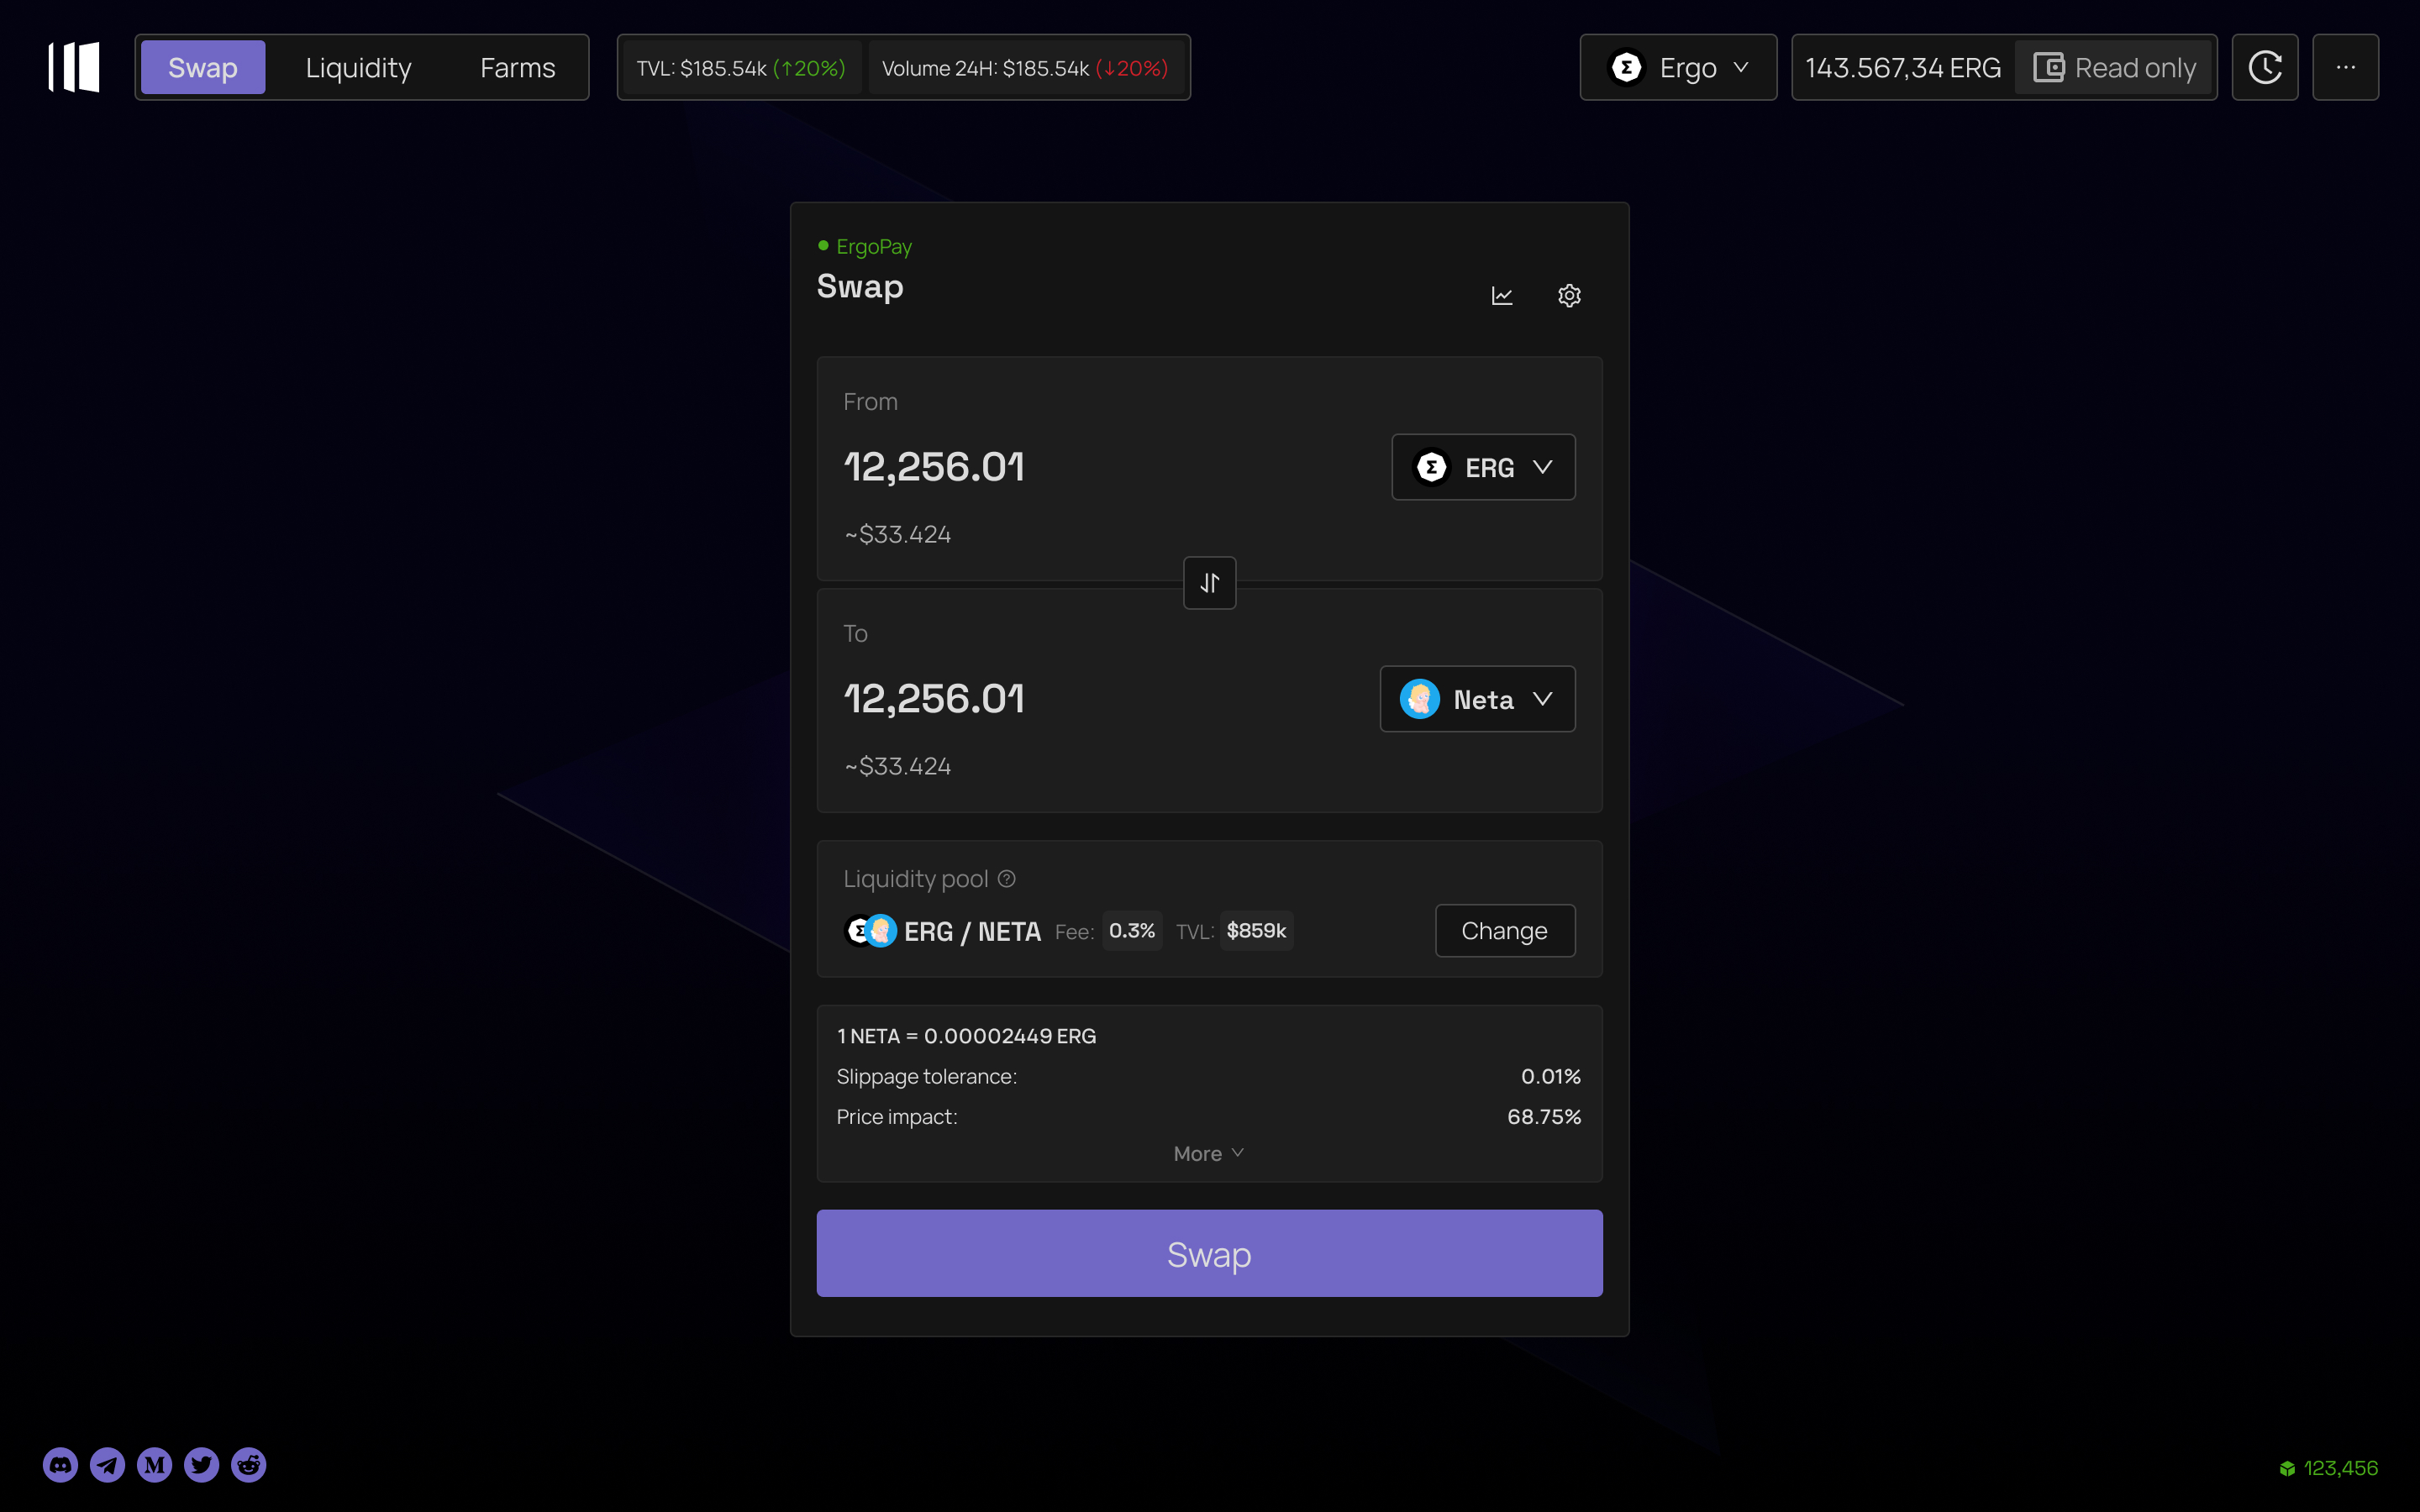 Swap Liquidity Farms TVL: $185.54k (↑20%) Volume 24H: $185.54k (↓20%) Ergo 143.567,34 ERG Read only ...
ErgoPay
Swap
From
12,256.01 ERG
~$33.424
To
12,256.01 Neta
~$33.424
Liquidity pool
ERG / NETA Fee: 0.3% TVL: $859k Change
1 NETA = 0.00002449 ERG
Slippage tolerance: 0.01%
Price impact: 68.75%
More
Swap
123,456